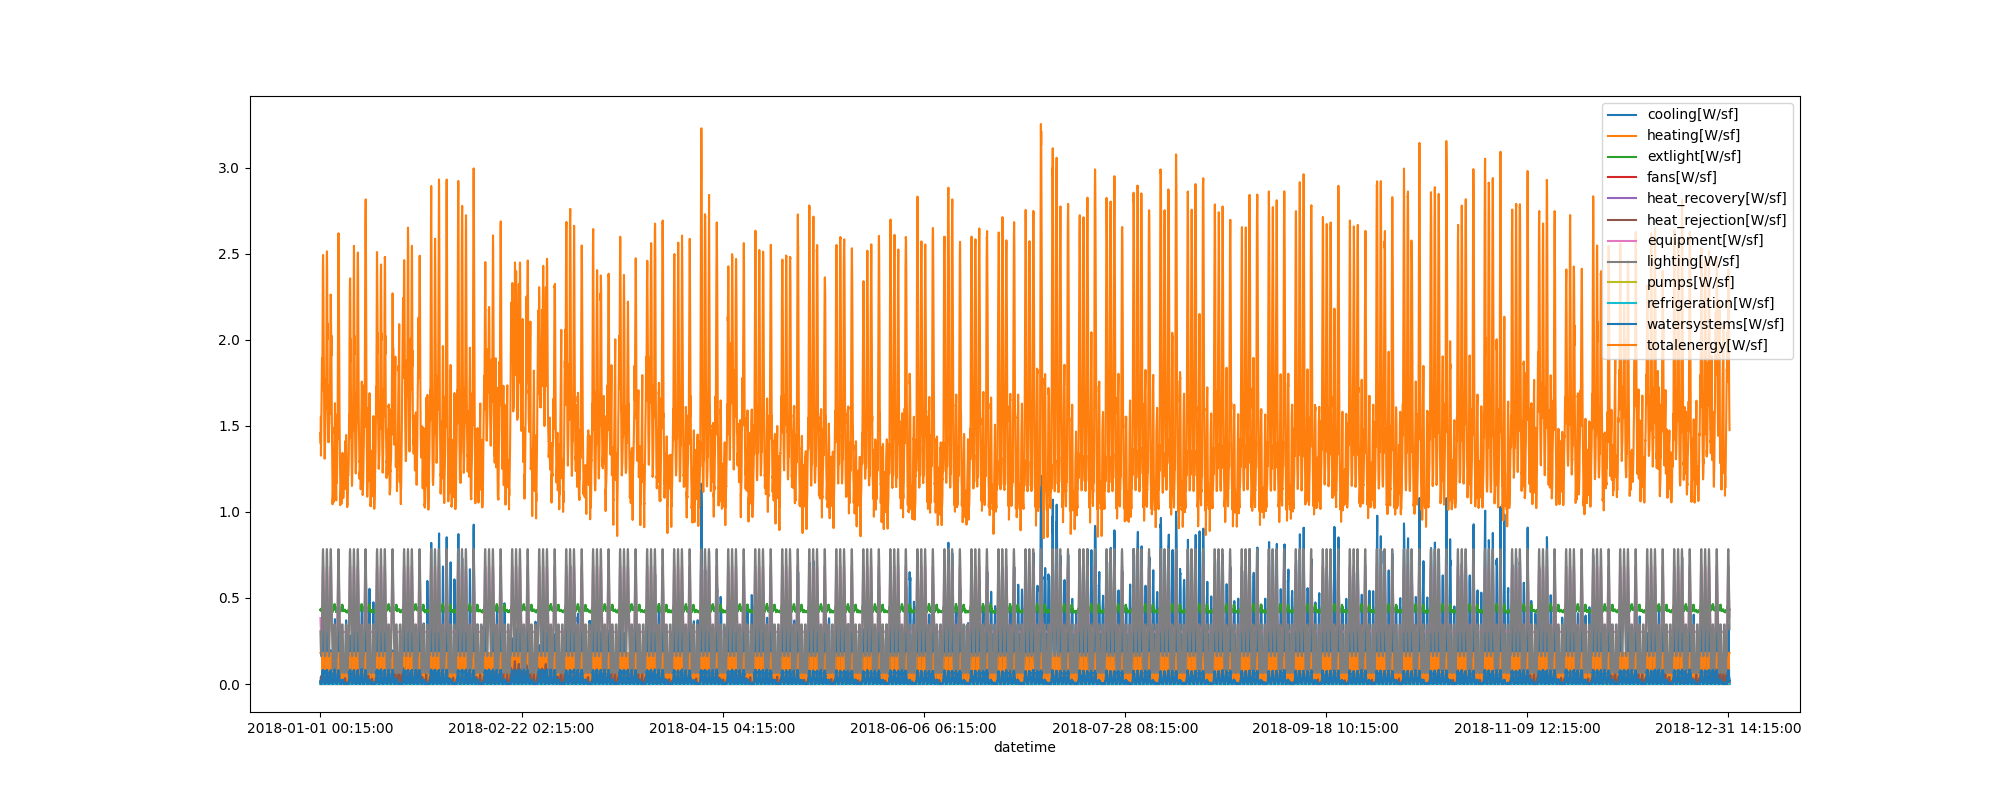 cooling[W/sf]
heating[W/sf]
extlight[W/sf]
fans[W/sf]
heat_recovery[W/sf]
heat_rejection[W/sf]
equipment[W/sf]
lighting[W/sf]
pumps[W/sf]
refrigeration[W/sf]
watersystems[W/sf]
totalenergy[W/sf]
3.0
2.5
2.0
1.5
1.0
0.5
0.0
2018-01-01 00:15:00 2018-02-22 02:15:00 2018-04-15 04:15:00 2018-06-06 06:15:00 2018-07-28 08:15:00 2018-09-18 10:15:00 2018-11-09 12:15:00 2018-12-31 14:15:00
datetime